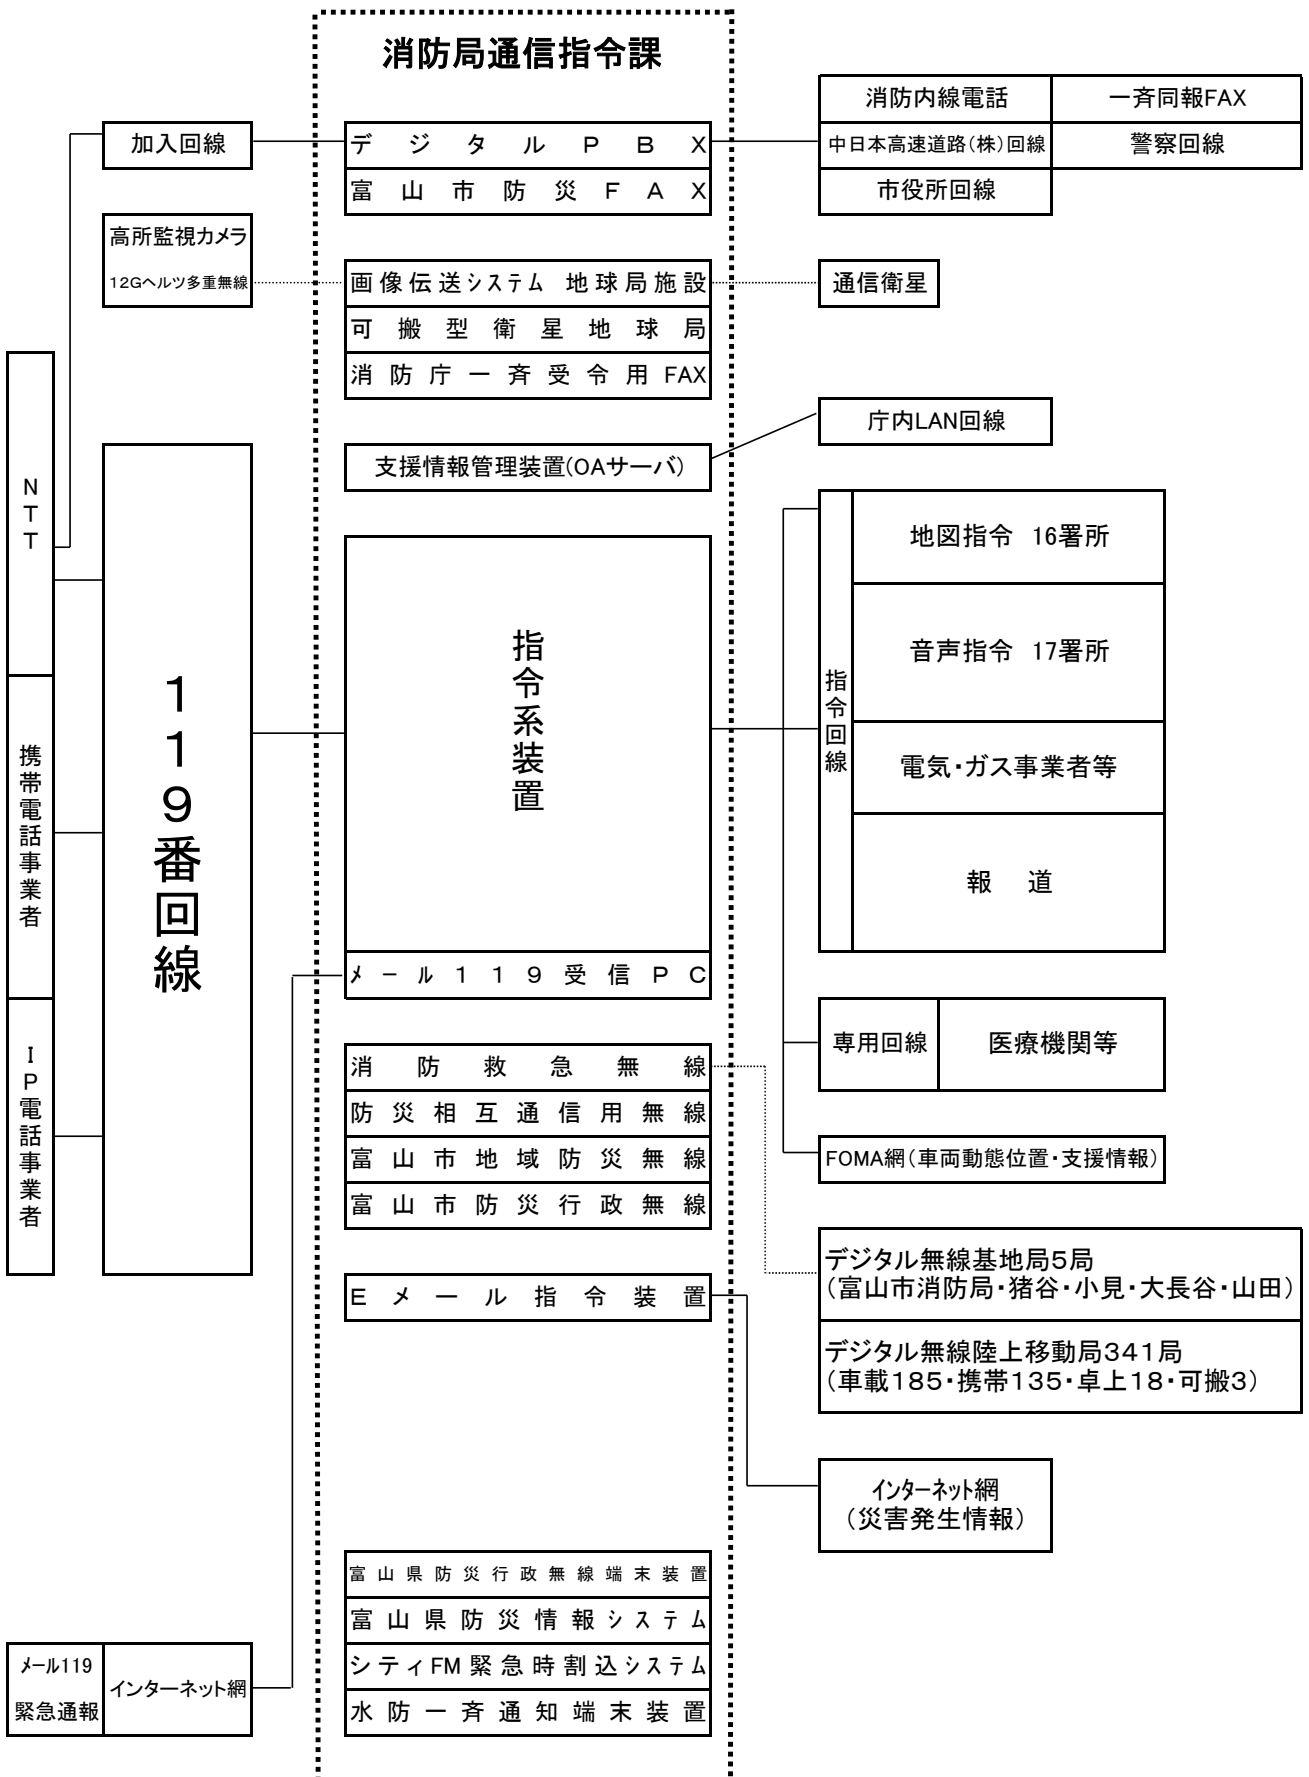 消防局通信指令課
加入回線
デジタルPBX
富山市防災FAX
消防内線電話
一斉同報FAX
中日本高速道路(株)回線
警察回線
市役所回線
高所監視カメラ
12Gヘルツ多重無線
画像伝送システム 地球局施設
可搬型衛星地球局
消防庁一斉受令用FAX
通信衛星
支援情報管理装置(OAサーバ)
庁内LAN回線
NTT
携帯電話事業者
IP電話事業者
119番回線
指令系装置
メール119受信PC
指令回線
地図指令 16署所
音声指令 17署所
電気・ガス事業者等
報 道
専用回線
医療機関等
FOMA網(車両動態位置・支援情報)
消防救急無線
防災相互通信用無線
富山市地域防災無線
富山市防災行政無線
Eメール指令装置
デジタル無線基地局5局
(富山市消防局・猪谷・小見・大長谷・山田)
デジタル無線陸上移動局341局
(車載185・携帯135・卓上18・可搬3)
インターネット網
(災害発生情報)
富山県防災行政無線端末装置
富山県防災情報システム
シティFM緊急時割込システム
水防一斉通知端末装置
メール119
緊急通報
インターネット網